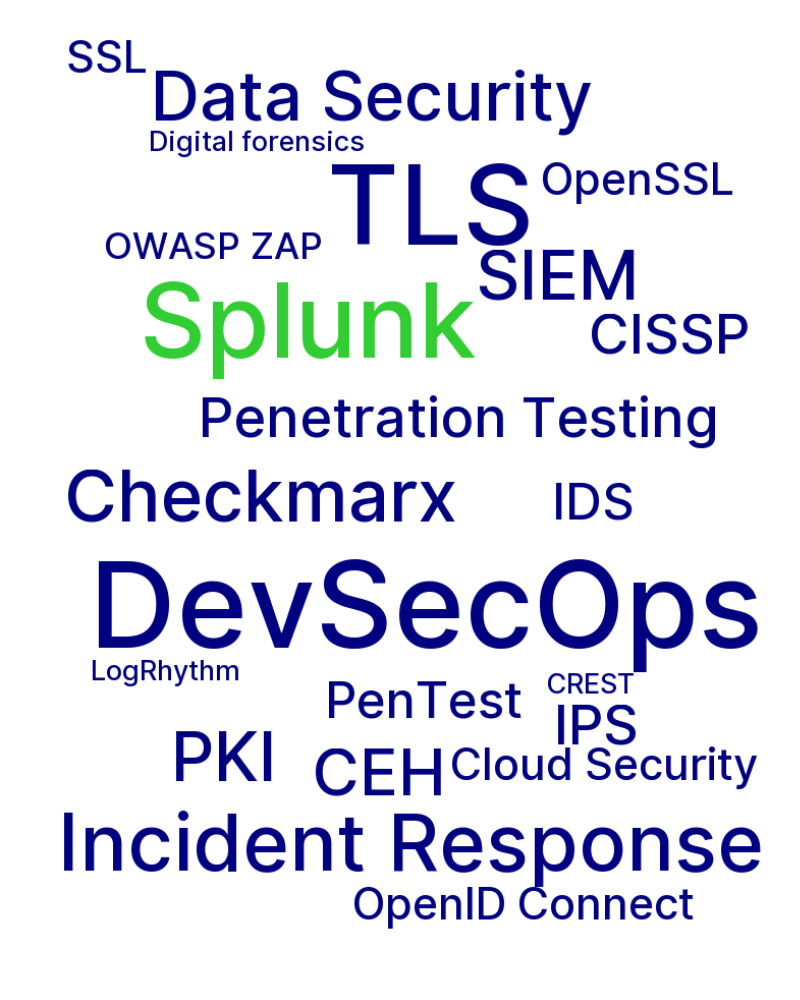 SSL
Data Security
Digital forensics
TLS
OpenSSL
OWASP ZAP
SIEM
Splunk
CISSP
Penetration Testing
Checkmarx
IDS
DevSecOps
LogRhythm
PenTest
CREST
IPS
PKI
CEH
Cloud Security
Incident Response
OpenID Connect